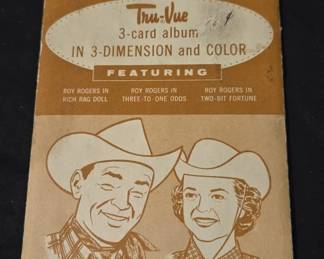 Tru-Vue
3-card album
IN 3-DIMENSION and COLOR
FEATURING
ROY ROGERS IN ROY ROGERS IN ROY ROGERS IN
RICH RAG DOLL THREE-TO-ONE ODDS TWO-BIT FORTUNE